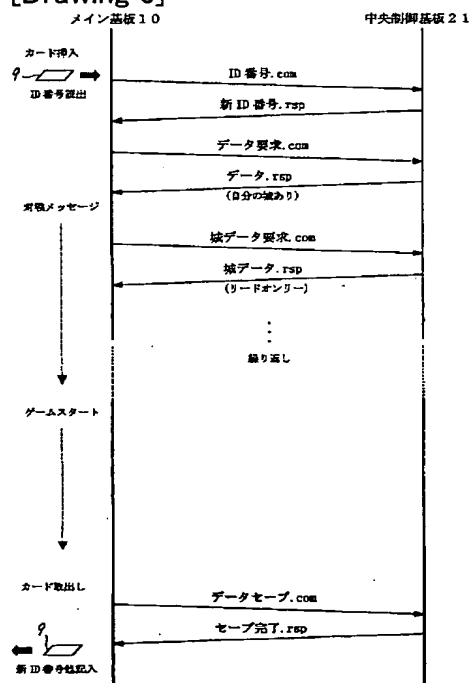 [Drawing 6]
メイン基板10
中央制御基板21
カード挿入
9
ID番号読出
ID番号.com
新ID番号.rsp
データ要求.com
データ.rsp
(自分の城あり)
対戦メッセージ
城データ要求.com
城データ.rsp
(リードオンリー)
繰り返し
ゲームスタート
カード取出し
データセーブ.com
セーブ完了.rsp
9
新ID番号他記入